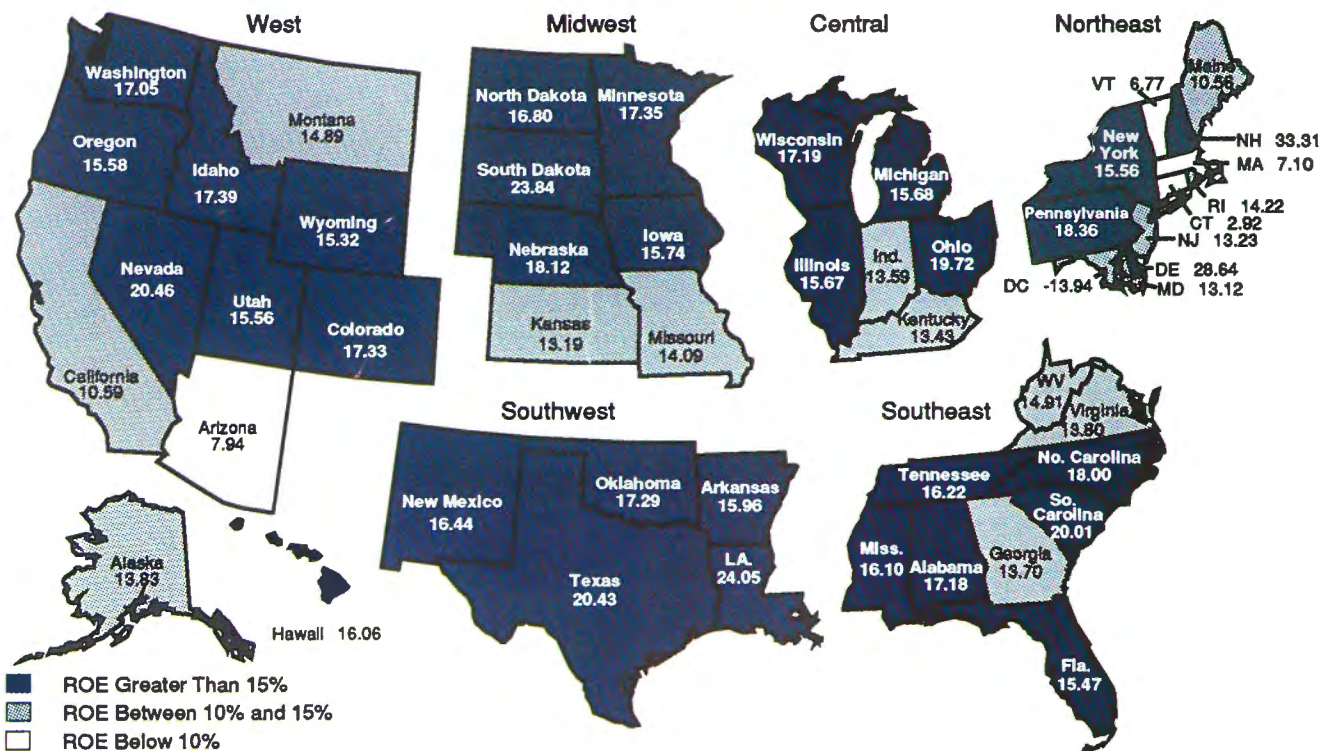 West
Washington
17.05
Montana
14.89
Oregon
15.58
Idaho
17.39
Wyoming
15.32
Nevada
20.46
Utah
15.56
Colorado
17.33
California
10.59
Arizona
7.94
Alaska
13.83
Hawaii 16.06
Midwest
North Dakota
16.80
Minnesota
17.35
South Dakota
23.84
Nebraska
18.12
Iowa
15.74
Kansas
13.19
Missouri
14.09
Central
Wisconsin
17.19
Michigan
15.68
Illinois
15.67
Ind.
13.59
Ohio
19.72
Kentucky
13.43
Northeast
Maine
10.56
VT 6.77
New
York
15.56
NH 33.31
MA 7.10
RI 14.22
CT 2.92
NJ 13.23
Pennsylvania
18.36
DE 28.64
MD 13.12
DC -13.94
Southwest
New Mexico
16.44
Oklahoma
17.29
Arkansas
15.96
Texas
20.43
LA.
24.05
Southeast
WV
14.91
Virginia
13.80
Tennessee
16.22
No. Carolina
18.00
So.
Carolina
20.01
Miss.
16.10
Alabama
17.18
Georgia
13.70
Fla.
15.47
ROE Greater Than 15%
ROE Between 10% and 15%
ROE Below 10%